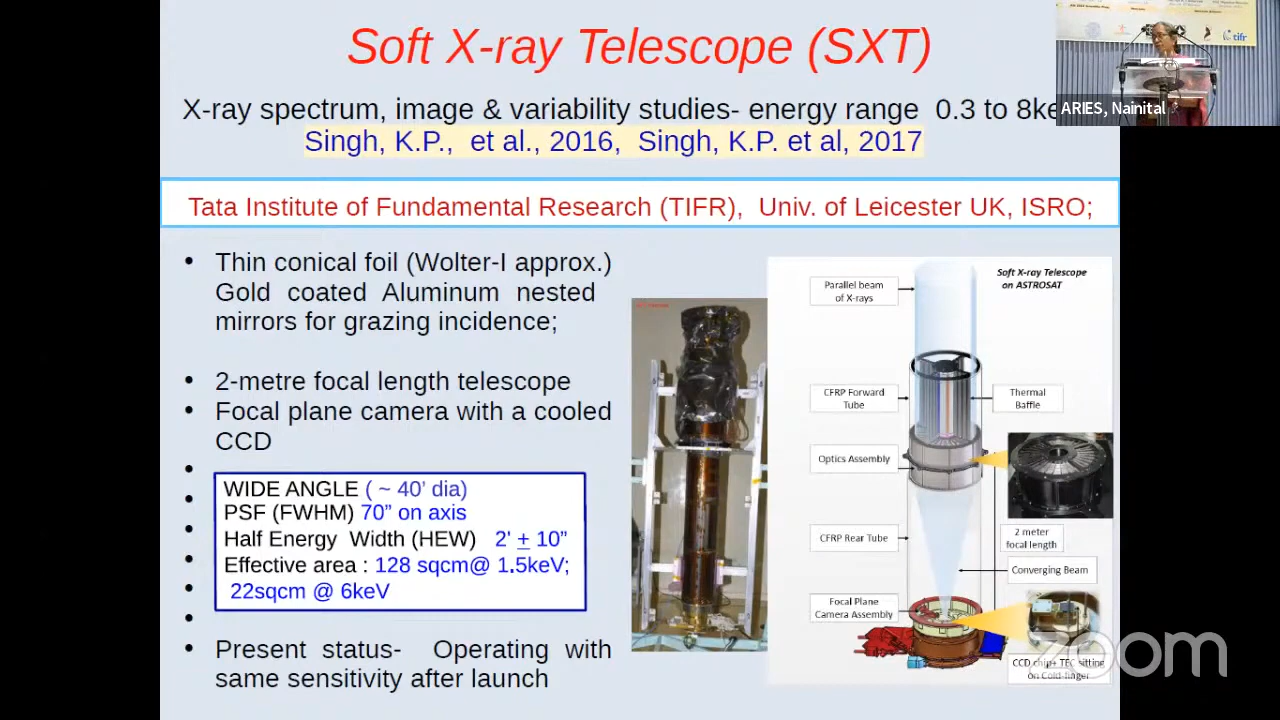 Soft X-ray Telescope (SXT)
X-ray spectrum, image & variability studies- energy range 0.3 to 8ke
ARIES, Nainital
tifr
Singh, K.P., et al., 2016, Singh, K.P. et al, 2017
Tata Institute of Fundamental Research (TIFR), Univ. of Leicester UK, ISRO;
• Thin conical foil (Wolter-I approx.)
Gold coated Aluminum nested
mirrors for grazing incidence;
• 2-metre focal length telescope
• Focal plane camera with a cooled
CCD
WIDE ANGLE ( ~ 40’ dia)
PSF (FWHM) 70” on axis
Half Energy Width (HEW) 2' ± 10”
Effective area : 128 sqcm@ 1.5keV;
22sqcm @ 6keV
• Present status- Operating with
same sensitivity after launch
Soft X-ray Telescope
on ASTROSAT
Parallel beam
of X-rays
CFRP Forward
Tube
Thermal
Baffle
Optics Assembly
CFRP Rear Tube
2 meter
focal length
Converging Beam
Focal Plane
Camera Assembly
CCD chip+ TEC sitting
on Cold-finger
zoom